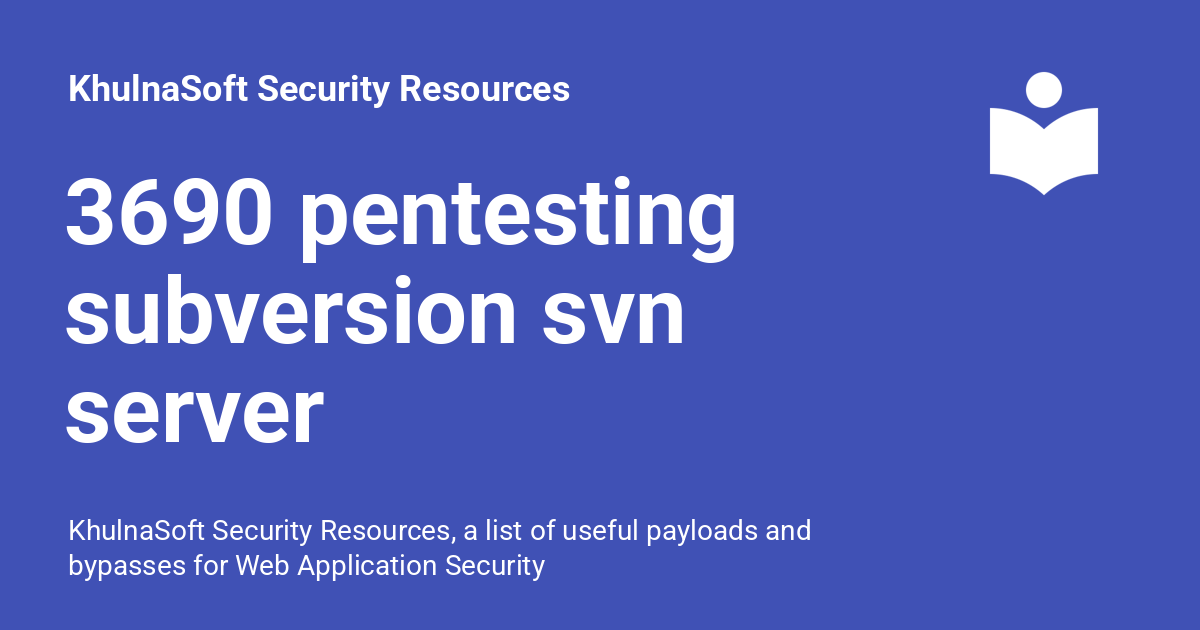 KhulnaSoft Security Resources
3690 pentesting
subversion svn
server
KhulnaSoft Security Resources, a list of useful payloads and
bypasses for Web Application Security